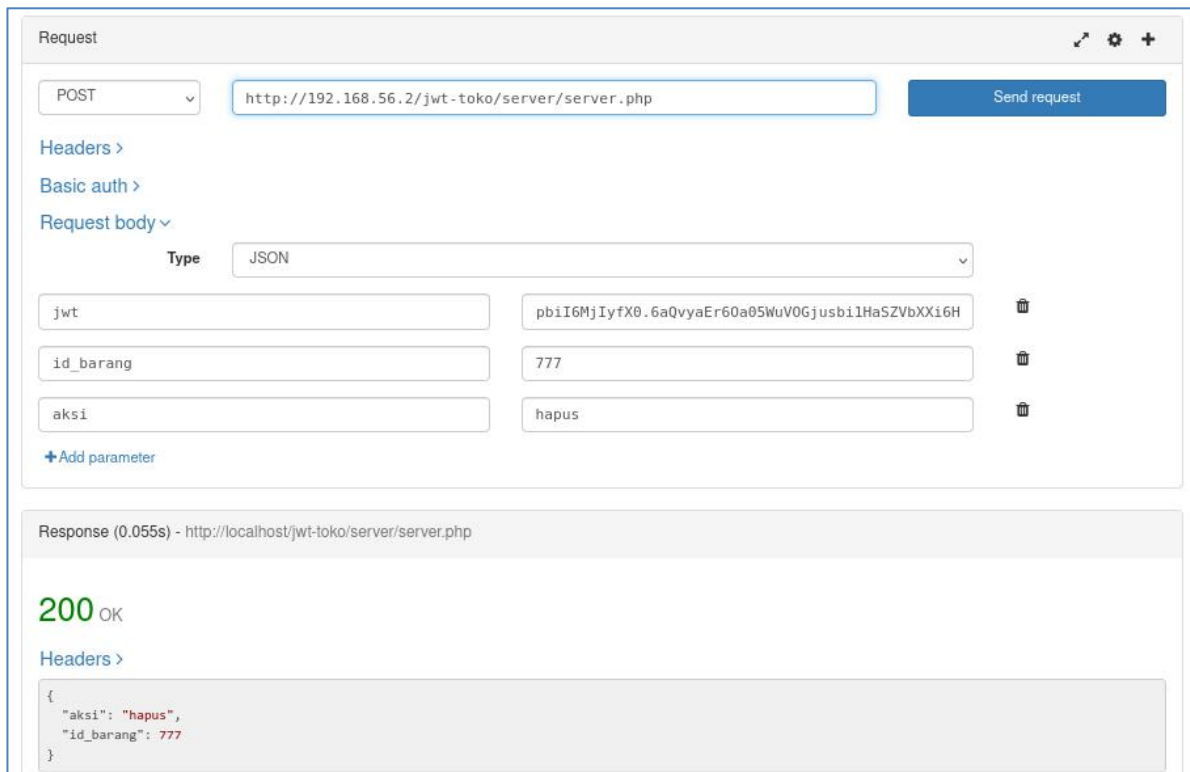 Request
POST http://192.168.56.2/jwt-toko/server/server.php Send request
Headers >
Basic auth >
Request body
Type JSON
jwt pbiI6MjIyfX0.6aQvyaEr6Oa05WuVOGjusbi1HaSZVbXXi6H
id_barang 777
aksi hapus
+Add parameter
Response (0.055s) - http://localhost/jwt-toko/server/server.php
200 OK
Headers >
{
"aksi": "hapus",
"id_barang": 777
}